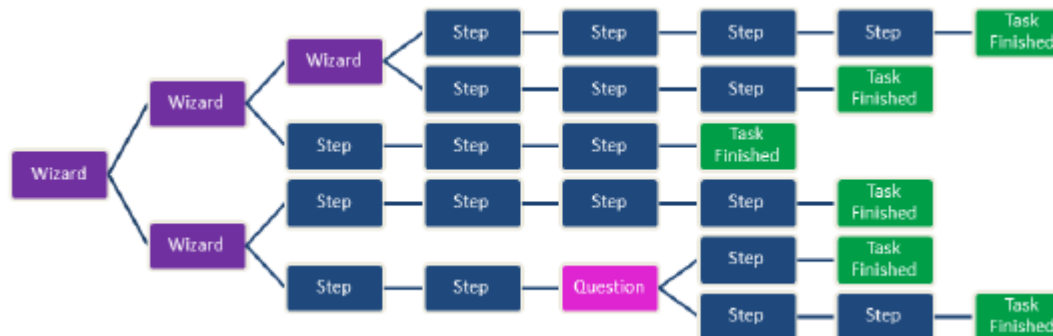 Step Step Step Step Task
Finished
Wizard
Step Step Step Task
Finished
Wizard
Step Step Step Task
Finished
Wizard
Step Step Step Step Task
Finished
Wizard
Step Task
Finished
Step Step Question
Step Step Task
Finished